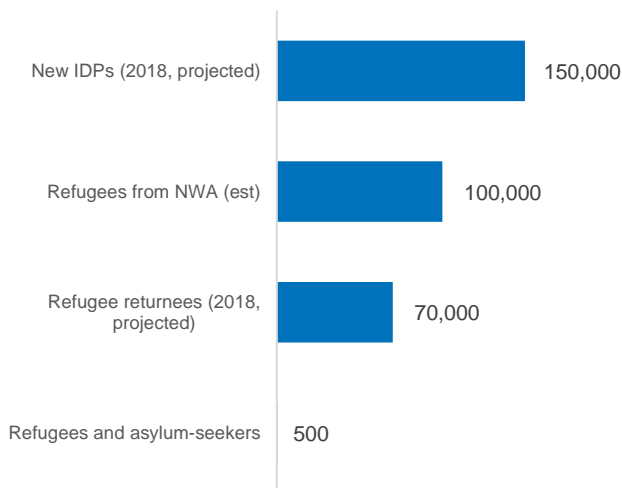 New IDPs (2018, projected)
150,000
Refugees from NWA (est)
100,000
Refugee returnees (2018,
projected)
70,000
Refugees and asylum-seekers
500